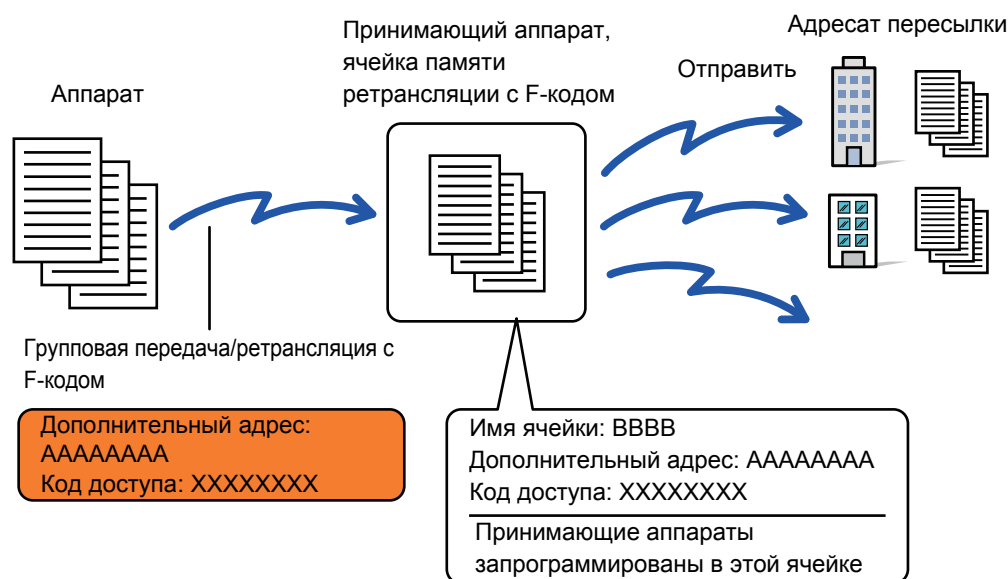 Аппарат
Принимающий аппарат,
ячейка памяти
ретрансляции с F-кодом
Отправить
Адресат пересылки
Групповая передача/ретрансляция с
F-кодом
Дополнительный адрес:
AAAAAAAA
Код доступа: XXXXXXXX
Имя ячейки: BBBB
Дополнительный адрес: AAAAAAAA
Код доступа: XXXXXXXX
Принимающие аппараты
запрограммированы в этой ячейке